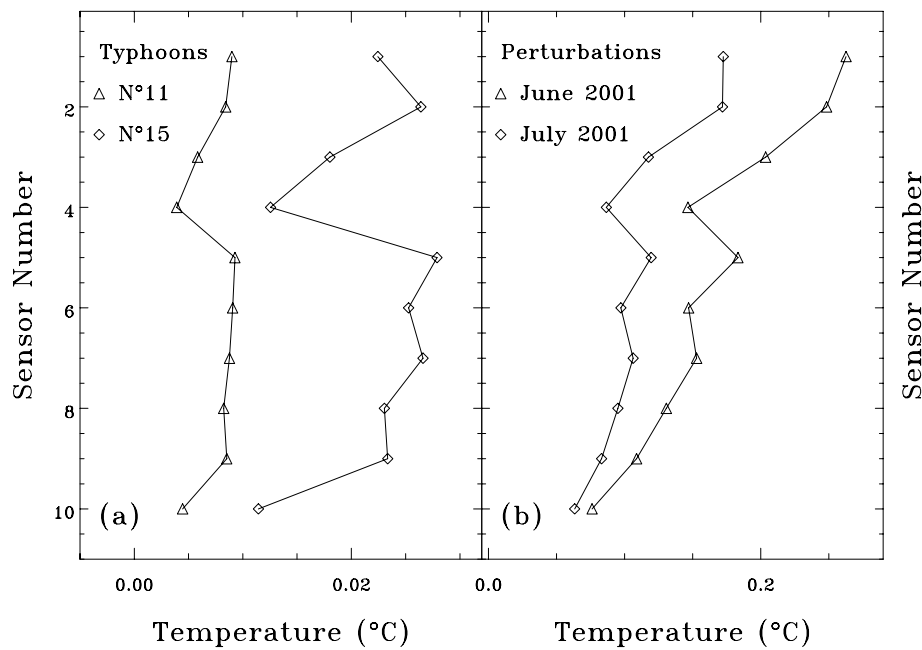 Typhoons
N°11
N°15
Perturbations
June 2001
July 2001
2
4
6
8
10
Sensor Number
Sensor Number
(a)
(b)
0.00
0.02
0.0
0.2
Temperature (°C)
Temperature (°C)